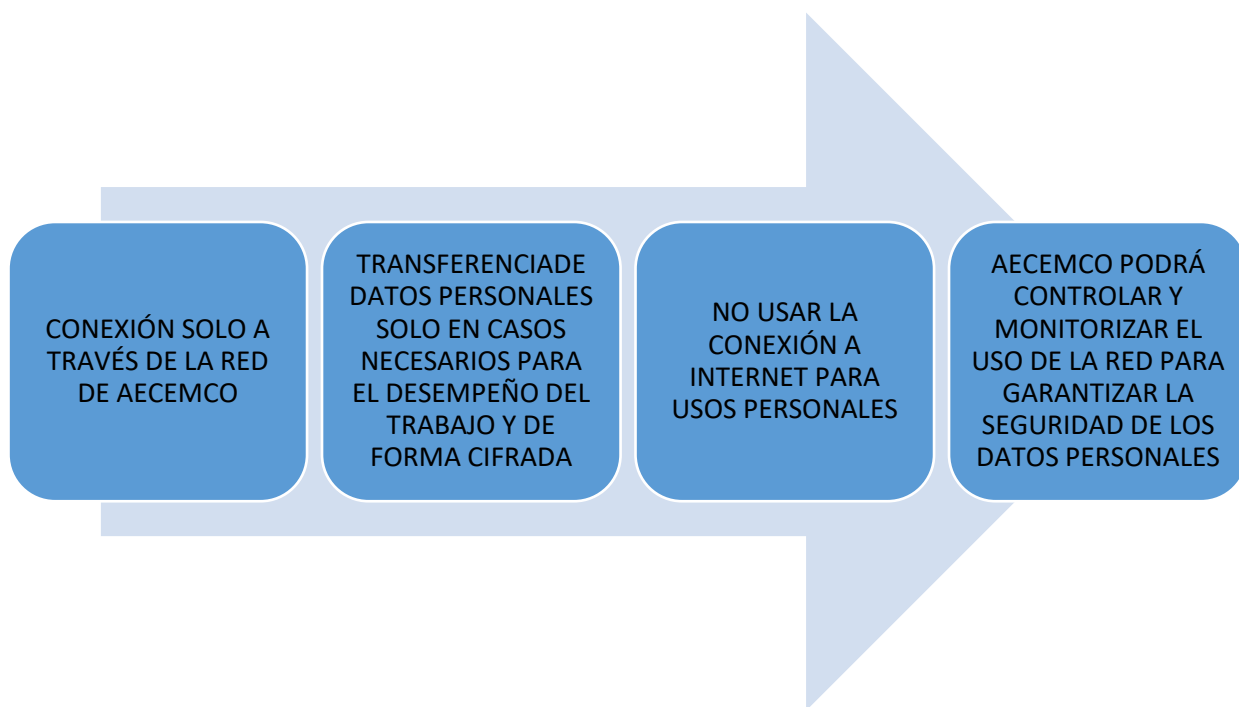 CONEXIÓN SOLO A
TRAVÉS DE LA RED
DE AECEMCO
TRANSFERENCIADE
DATOS PERSONALES
SOLO EN CASOS
NECESARIOS PARA
EL DESEMPEÑO DEL
TRABAJO Y DE
FORMA CIFRADA
NO USAR LA
CONEXIÓN A
INTERNET PARA
USOS PERSONALES
AECEMCO PODRÁ
CONTROLAR Y
MONITORIZAR EL
USO DE LA RED PARA
GARANTIZAR LA
SEGURIDAD DE LOS
DATOS PERSONALES